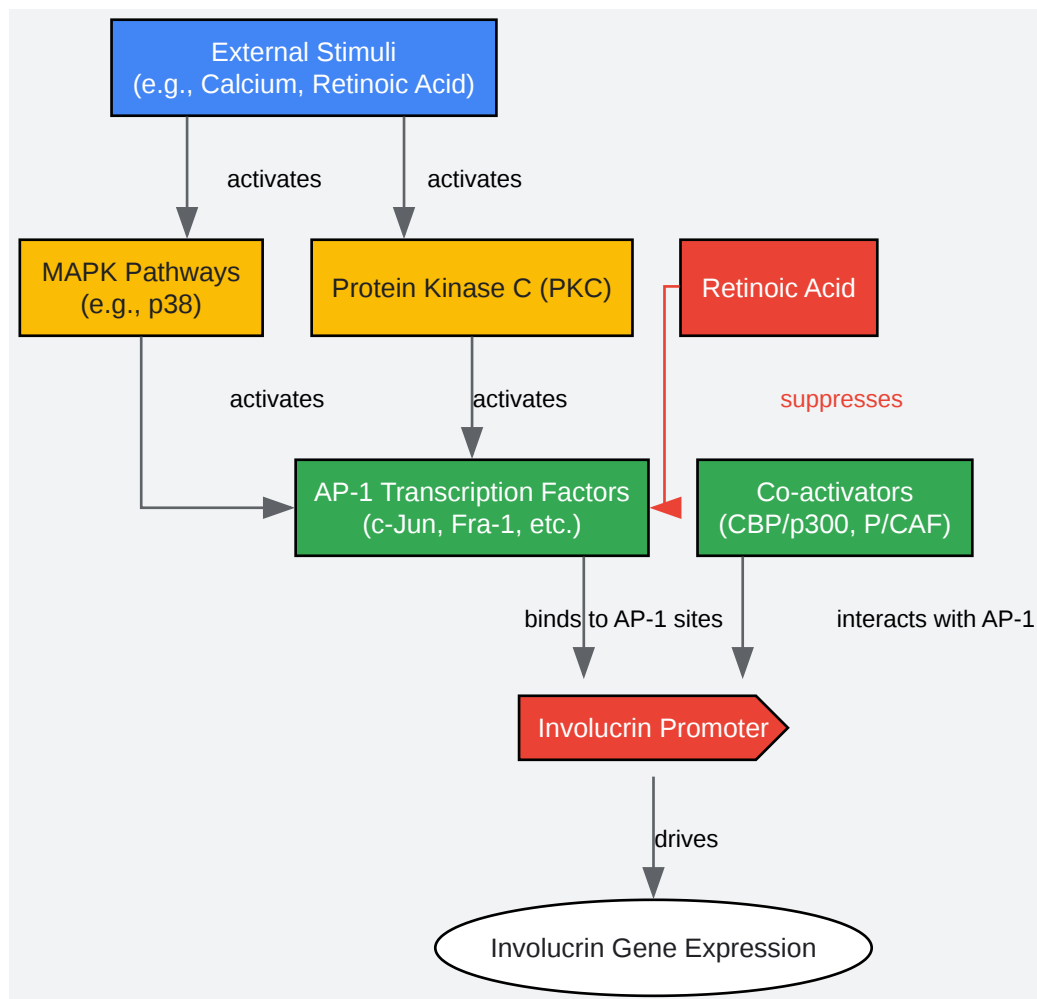 External Stimuli
(e.g., Calcium, Retinoic Acid)
activates
activates
MAPK Pathways
(e.g., p38)
Protein Kinase C (PKC)
Retinoic Acid
activates
activates
suppresses
AP-1 Transcription Factors
(c-Jun, Fra-1, etc.)
Co-activators
(CBP/p300, P/CAF)
binds to AP-1 sites
interacts with AP-1
Involucrin Promoter
drives
Involucrin Gene Expression